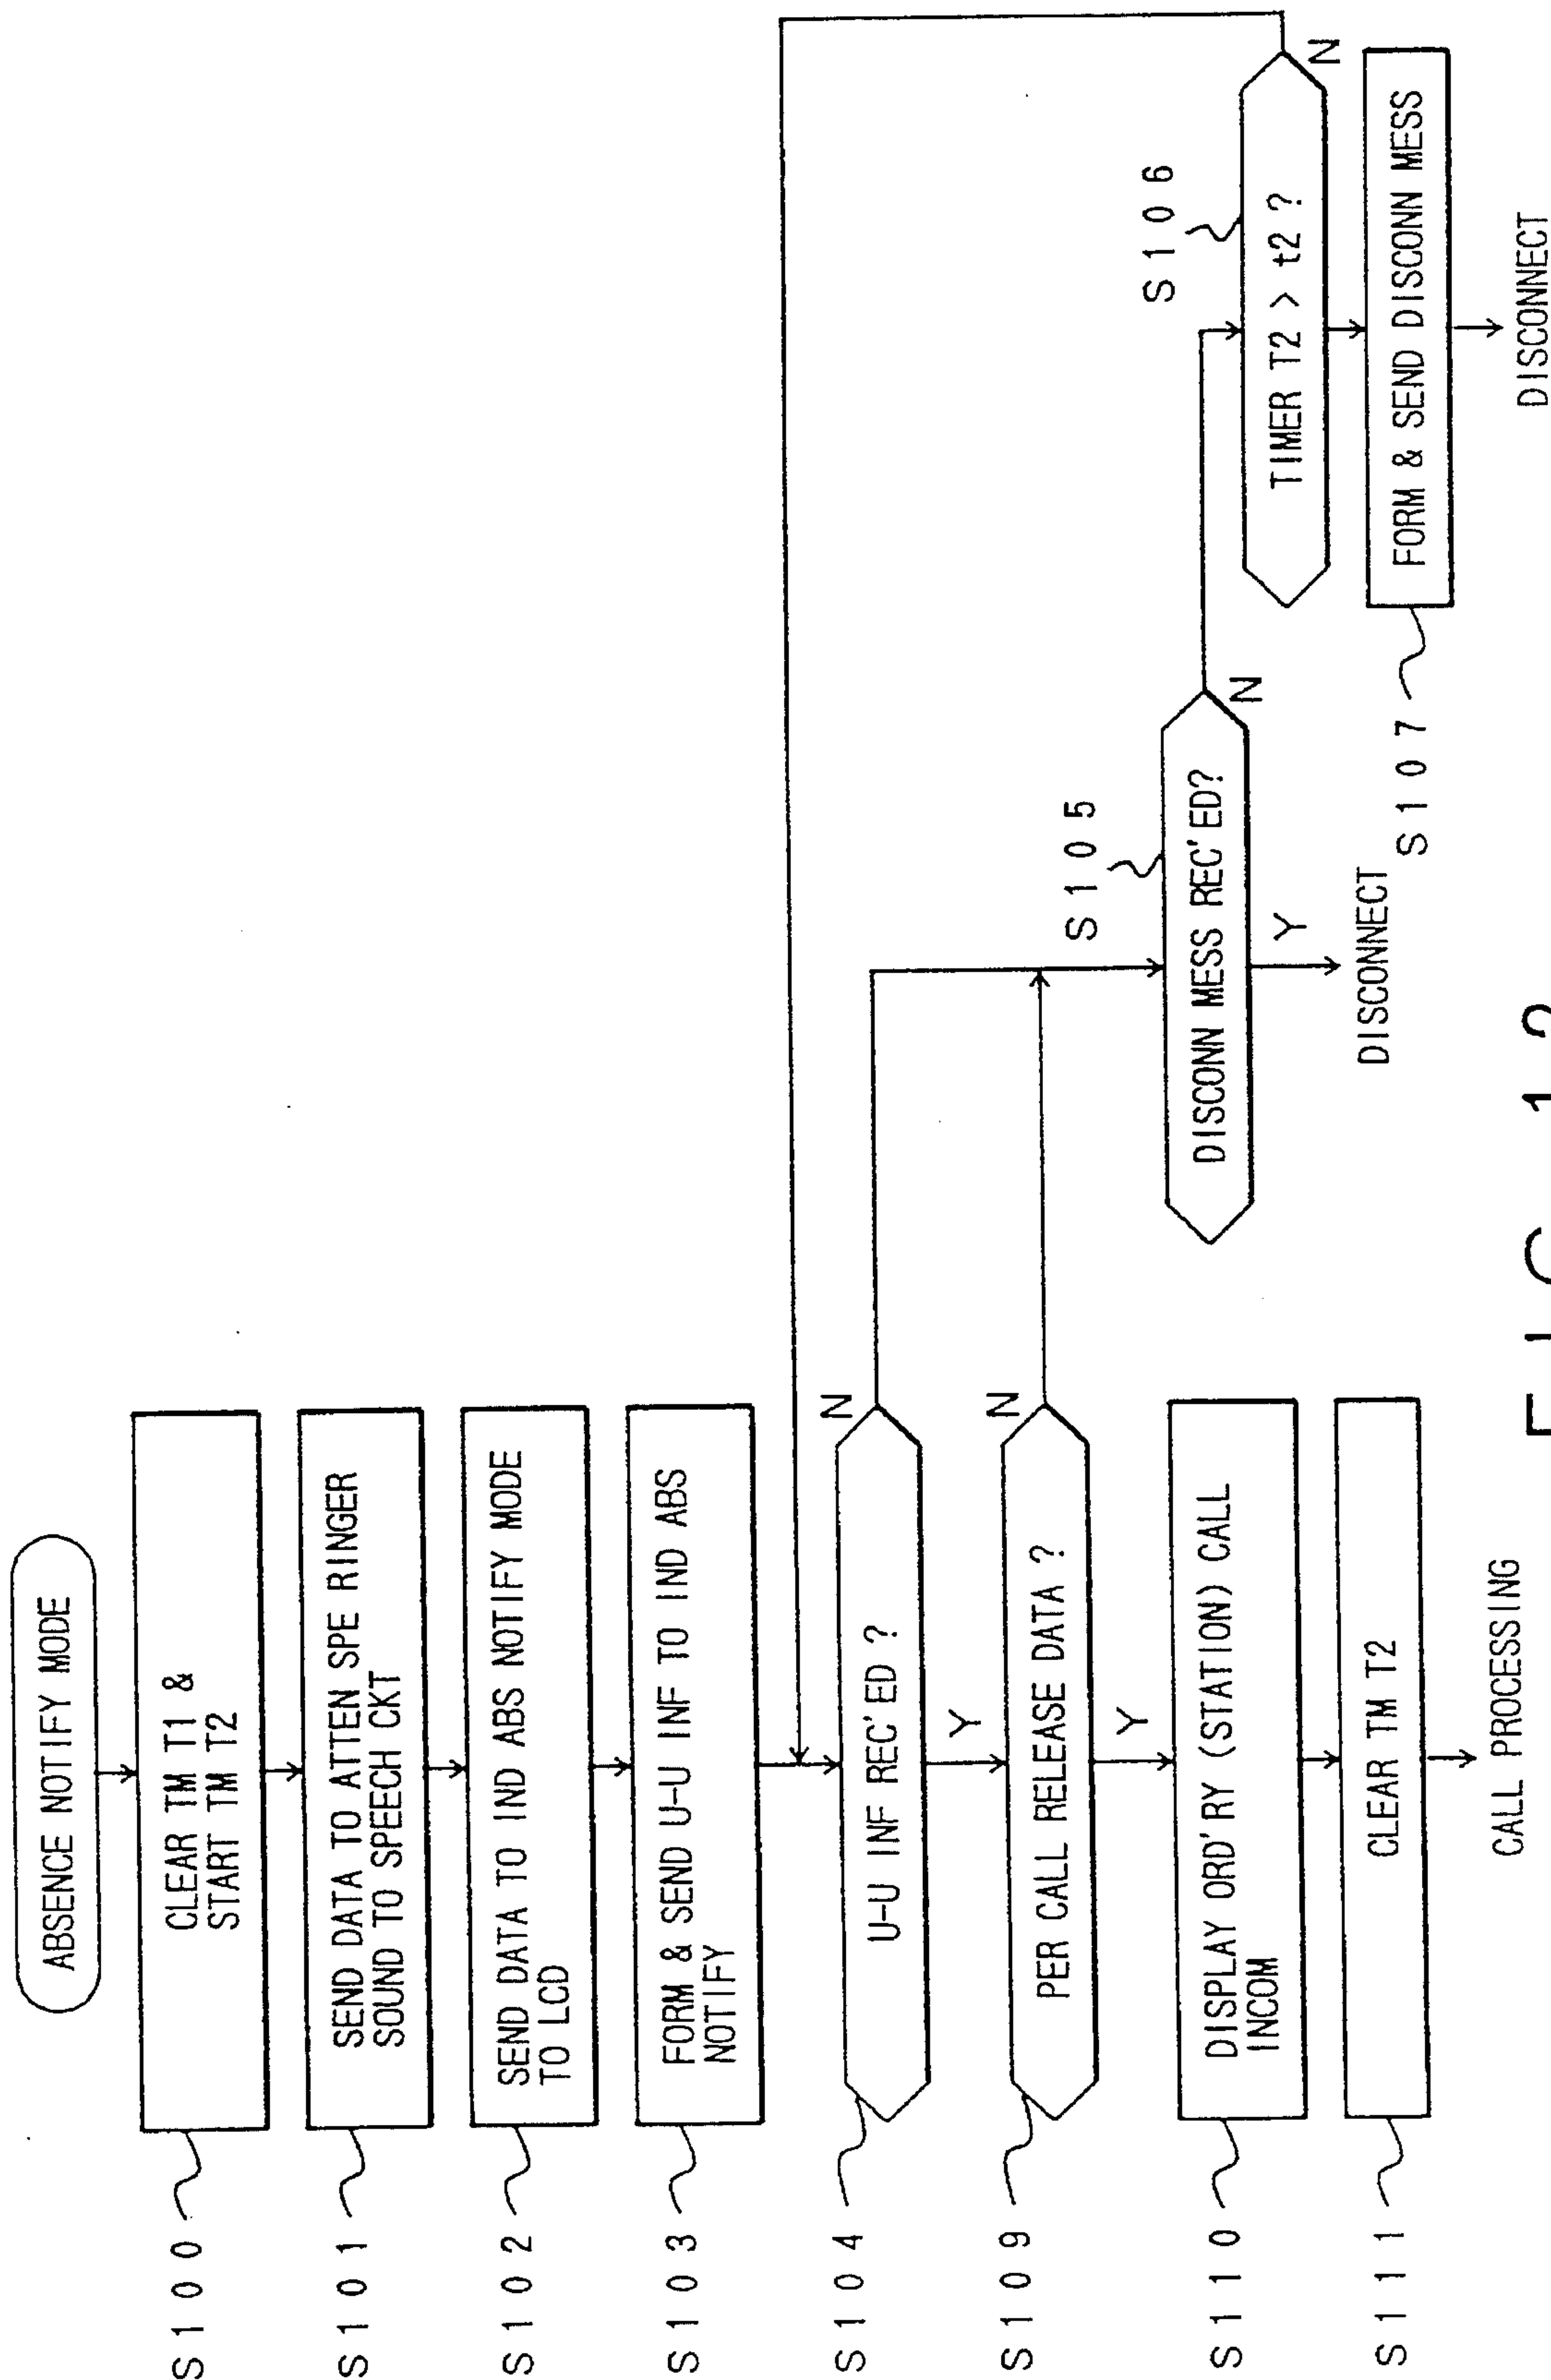 ABSENCE NOTIFY MODE
S100
CLEAR TM T1 &
START TM T2
S101
SEND DATA TO ATTEN SPE RINGER
SOUND TO SPEECH CKT
S102
SEND DATA TO IND ABS NOTIFY MODE
TO LCD
S103
FORM & SEND U-U INF TO IND ABS
NOTIFY
S104
U-U INF REC'ED ?
N
Y
S109
PER CALL RELEASE DATA ?
N
Y
S110
DISPLAY ORD'RY (STATION) CALL
INCOM
S111
CLEAR TM T2
CALL PROCESSING
S105
DISCONN MESS REC'ED?
N
Y
DISCONNECT
S106
TIMER T2 > t2 ?
N
S107
FORM & SEND DISCONN MESS
DISCONNECT